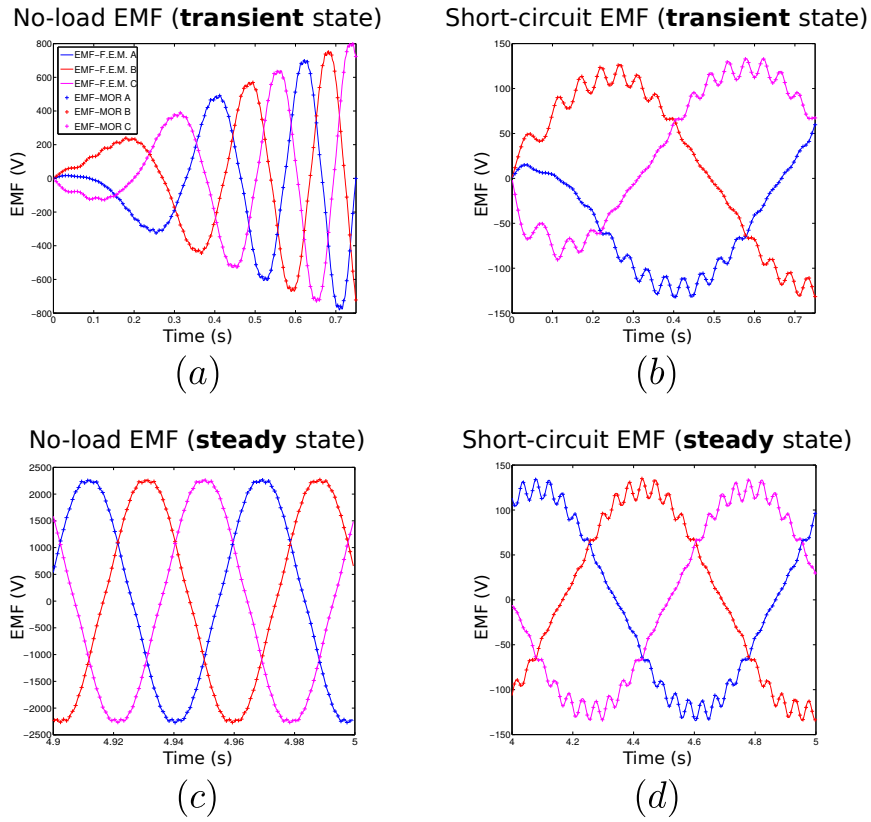 No-load EMF (transient state)
800
600
400
200
0
−200
−400
−600
−800
EMF (V)
EMF−F.E.M. A
EMF−F.E.M. B
EMF−F.E.M. C
EMF−MOR A
EMF−MOR B
EMF−MOR C
0 0.1 0.2 0.3 0.4 0.5 0.6 0.7
Time (s)
(a)
Short-circuit EMF (transient state)
150
100
50
0
−50
−100
−150
EMF (V)
0 0.1 0.2 0.3 0.4 0.5 0.6 0.7
Time (s)
(b)
No-load EMF (steady state)
2500
2000
1500
1000
500
0
−500
−1000
−1500
−2000
−2500
EMF (V)
4.9 4.92 4.94 4.96 4.98 5
Time (s)
(c)
Short-circuit EMF (steady state)
150
100
50
0
−50
−100
−150
EMF (V)
4 4.2 4.4 4.6 4.8 5
Time (s)
(d)